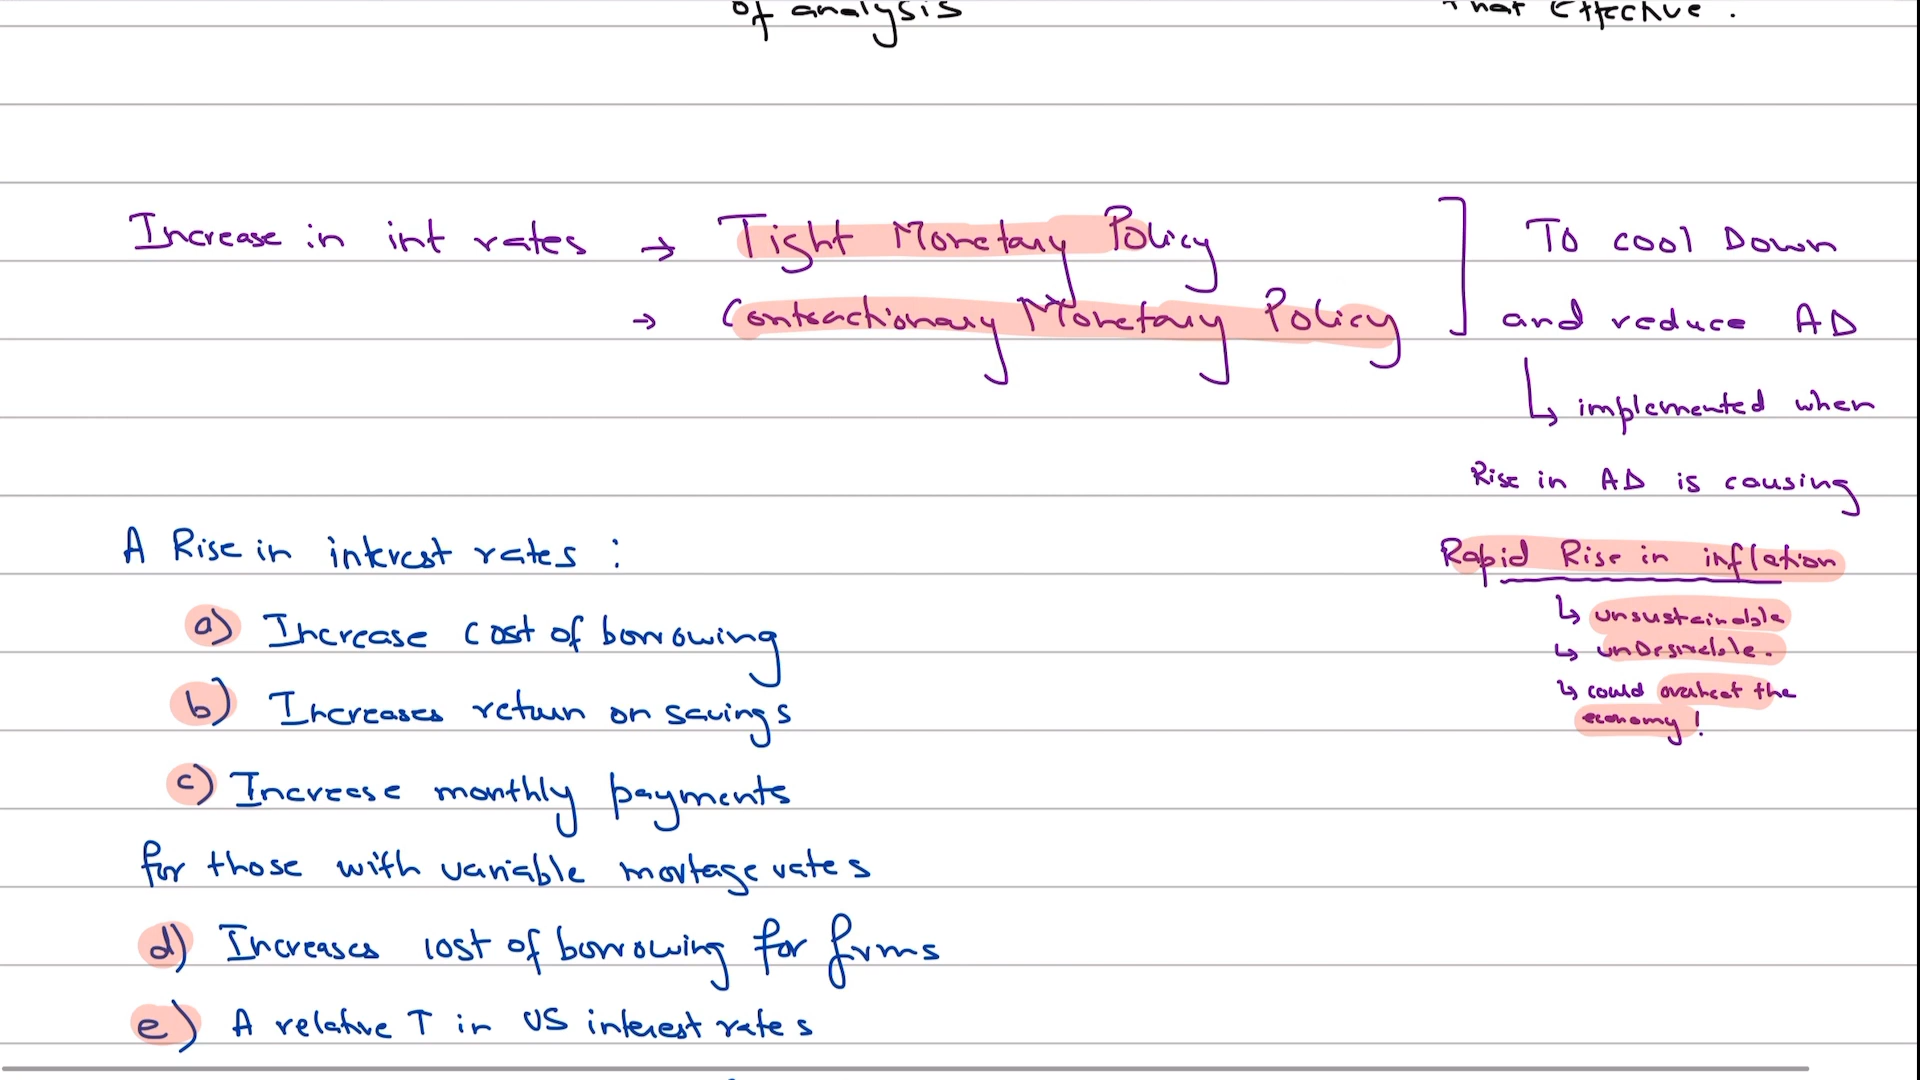 of analysis
that Effective.
Increase in int rates → Tight Monetary Policy
→ Contractionary Monetary Policy
To cool Down
and reduce AD
↳ implemented when
Rise in AD is causing
Rapid Rise in inflation
↳ unsustainable
↳ unDesirable.
↳ could overheat the
economy!
A Rise in interest rates :
a) Increase cost of borrowing
b) Increases return on savings
c) Increase monthly payments
for those with variable mortage rates
d) Increases cost of borrowing for firms
e) A relative ↑ in US interest rates